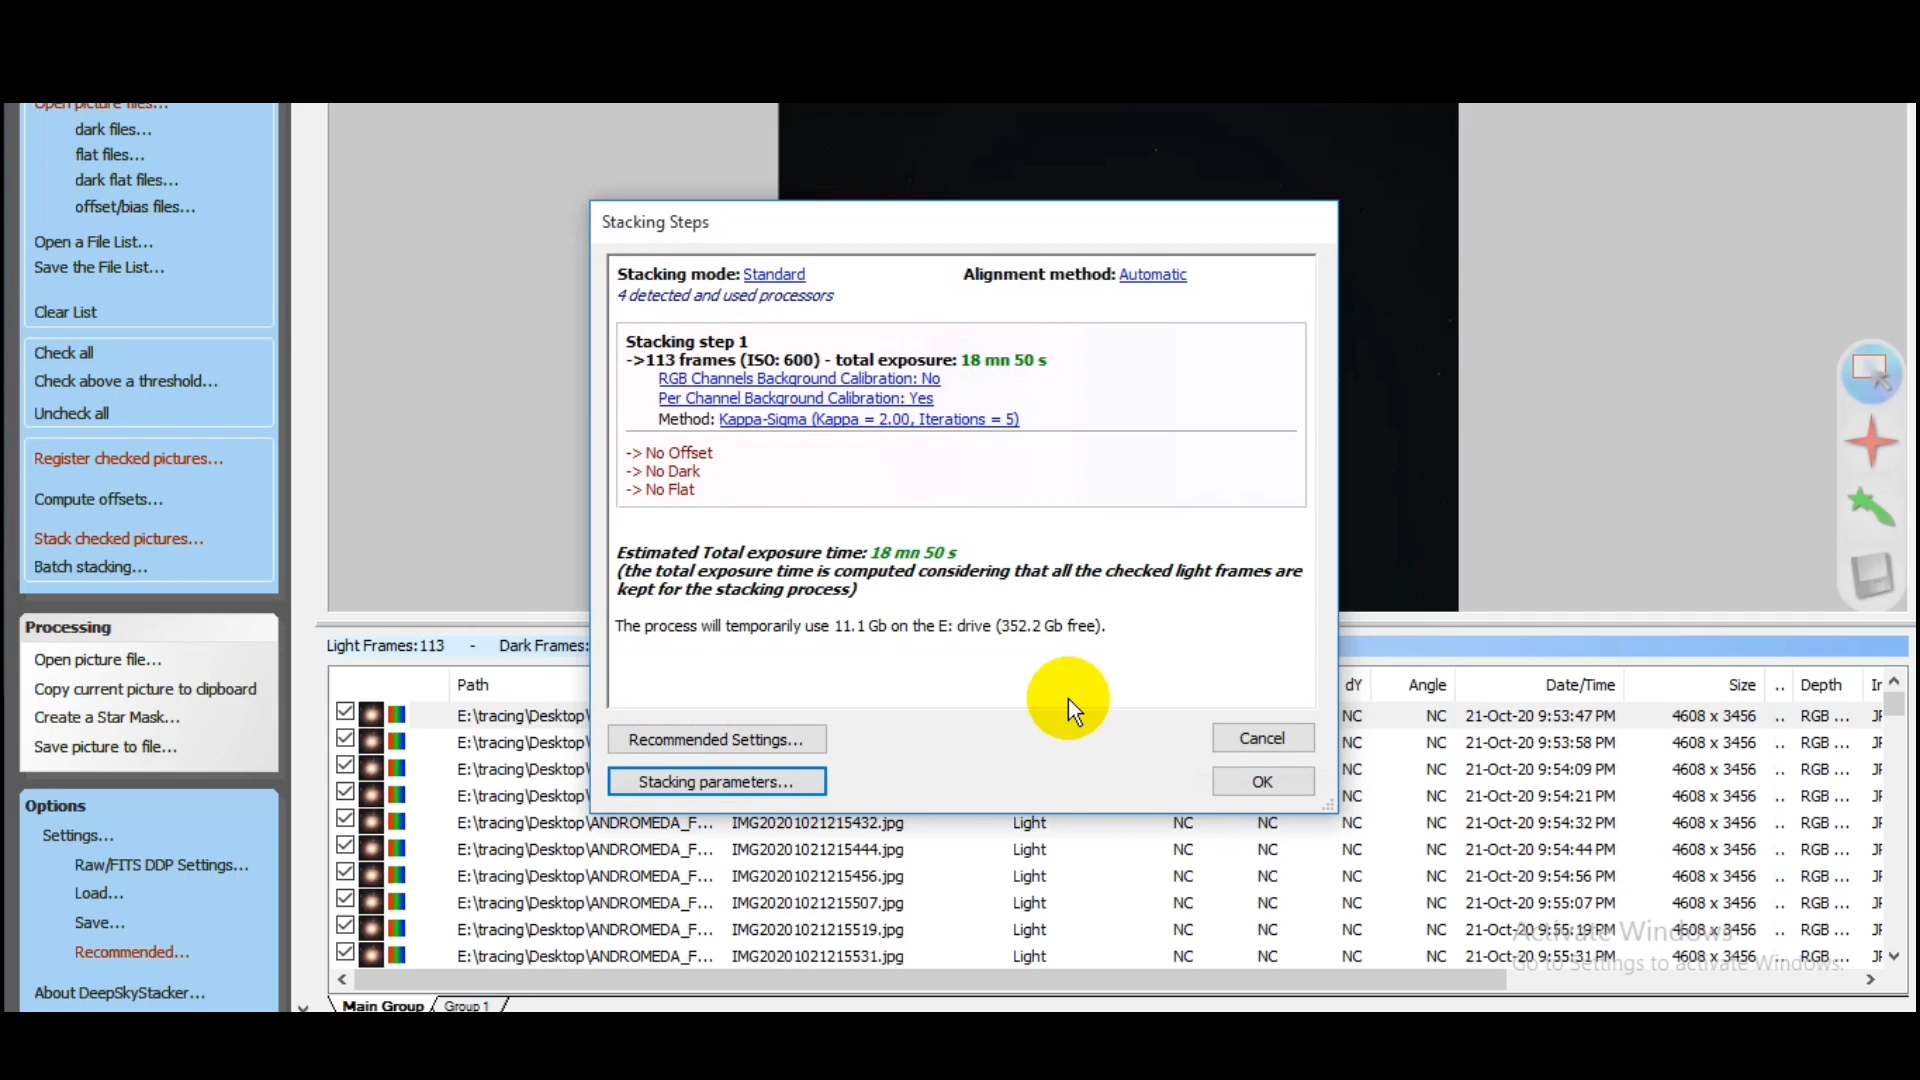 Open picture files...
dark files...
flat files...
dark flat files...
offset/bias files...
Open a File List...
Save the File List...
Clear List
Check all
Check above a threshold...
Uncheck all
Register checked pictures...
Compute offsets...
Stack checked pictures...
Batch stacking...
Processing
Open picture file...
Copy current picture to clipboard
Create a Star Mask...
Save picture to file...
Options
Settings...
Raw/FITS DDP Settings...
Load...
Save...
Recommended...
About DeepSkyStacker...
Stacking Steps
Stacking mode: Standard Alignment method: Automatic
4 detected and used processors
Stacking step 1
->113 frames (ISO: 600) - total exposure: 18 mn 50 s
RGB Channels Background Calibration: No
Per Channel Background Calibration: Yes
Method: Kappa-Sigma (Kappa = 2.00, Iterations = 5)
-> No Offset
-> No Dark
-> No Flat
Estimated Total exposure time: 18 mn 50 s
(the total exposure time is computed considering that all the checked light frames are
kept for the stacking process)
The process will temporarily use 11.1 Gb on the E: drive (352.2 Gb free).
Recommended Settings... Cancel
Stacking parameters... OK
Light Frames: 113 - Dark Frames:
Path dY Angle Date/Time Size .. Depth
E:\tracing\Desktop\ NC NC 21-Oct-20 9:53:47 PM 4608 x 3456 .. RGB ...
E:\tracing\Desktop\ NC NC 21-Oct-20 9:53:58 PM 4608 x 3456 .. RGB ...
E:\tracing\Desktop\ NC NC 21-Oct-20 9:54:09 PM 4608 x 3456 .. RGB ...
E:\tracing\Desktop\ NC NC 21-Oct-20 9:54:21 PM 4608 x 3456 .. RGB ...
E:\tracing\Desktop\ANDROMEDA_F... IMG20201021215432.jpg Light NC NC NC NC 21-Oct-20 9:54:32 PM 4608 x 3456 .. RGB ...
E:\tracing\Desktop\ANDROMEDA_F... IMG20201021215444.jpg Light NC NC NC NC 21-Oct-20 9:54:44 PM 4608 x 3456 .. RGB ...
E:\tracing\Desktop\ANDROMEDA_F... IMG20201021215456.jpg Light NC NC NC NC 21-Oct-20 9:54:56 PM 4608 x 3456 .. RGB ...
E:\tracing\Desktop\ANDROMEDA_F... IMG20201021215507.jpg Light NC NC NC NC 21-Oct-20 9:55:07 PM 4608 x 3456 .. RGB ...
E:\tracing\Desktop\ANDROMEDA_F... IMG20201021215519.jpg Light NC NC NC NC 21-Oct-20 9:55:19 PM 4608 x 3456 .. RGB ...
E:\tracing\Desktop\ANDROMEDA_F... IMG20201021215531.jpg Light NC NC NC NC 21-Oct-20 9:55:31 PM 4608 x 3456 .. RGB ...
Activate Windows
Go to Settings to activate Windows.
Main Group Group 1